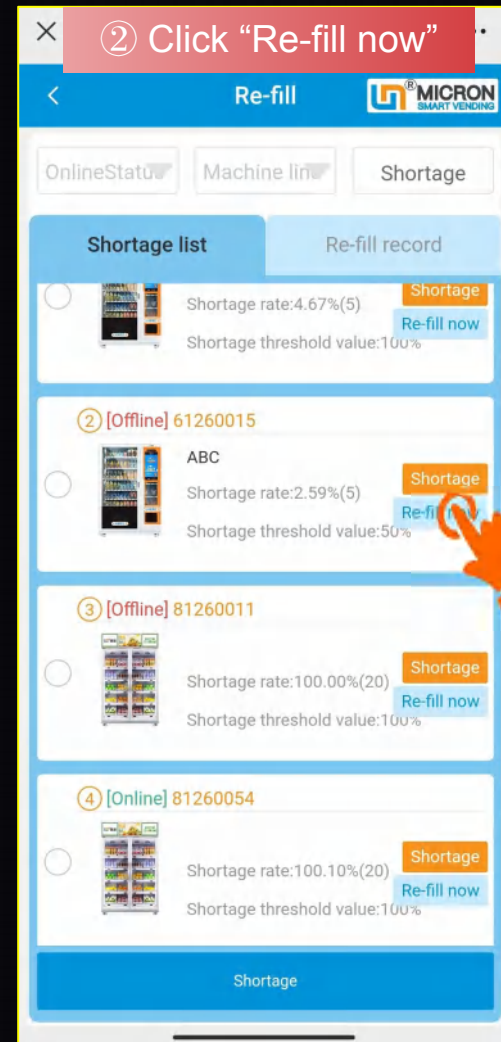 ② Click “Re-fill now”
Re-fill
MICRON
SMART VENDING
OnlineStatu
Machine lin
Shortage
Shortage list
Re-fill record
Shortage
Shortage rate:4.67%(5)
Re-fill now
Shortage threshold value:100%
② [Offline] 61260015
ABC
Shortage
Shortage rate:2.59%(5)
Re-fill now
Shortage threshold value:50%
③ [Offline] 81260011
Shortage
Shortage rate:100.00%(20)
Re-fill now
Shortage threshold value:100%
④ [Online] 81260054
Shortage
Shortage rate:100.10%(20)
Re-fill now
Shortage threshold value:100%
Shortage